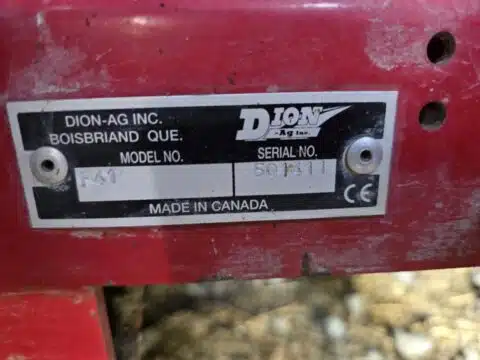 DION-AG INC.
BOISBRIAND QUE.
DION
Ag Inc.
MODEL NO.
SERIAL NO.
MADE IN CANADA
CE